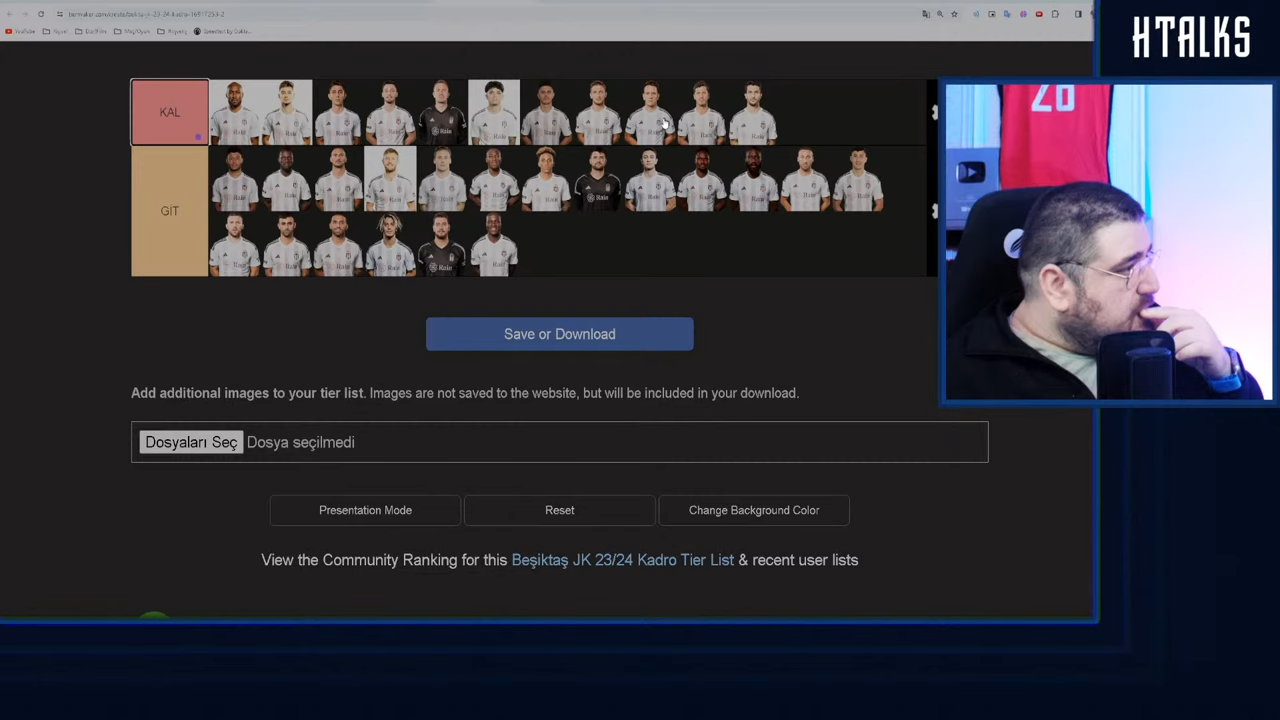 HTALKS
YouTube
28
KAL
GİT
Save or Download
Add additional images to your tier list. Images are not saved to the website, but will be included in your download.
Dosyaları Seç Dosya seçilmedi
Presentation Mode
Reset
Change Background Color
View the Community Ranking for this Beşiktaş JK 23/24 Kadro Tier List & recent user lists